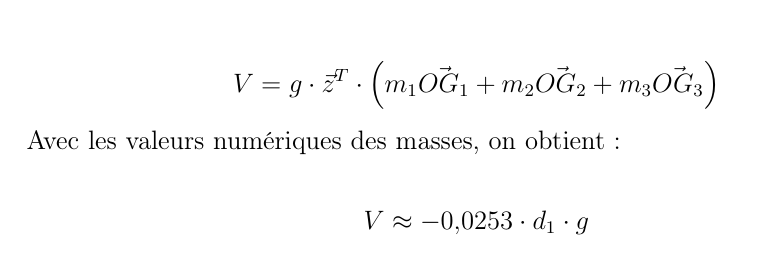 V = g · z⃗ᵀ · (m₁OG⃗₁ + m₂OG⃗₂ + m₃OG⃗₃)
Avec les valeurs numériques des masses, on obtient :
V ≈ −0,0253 · d₁ · g